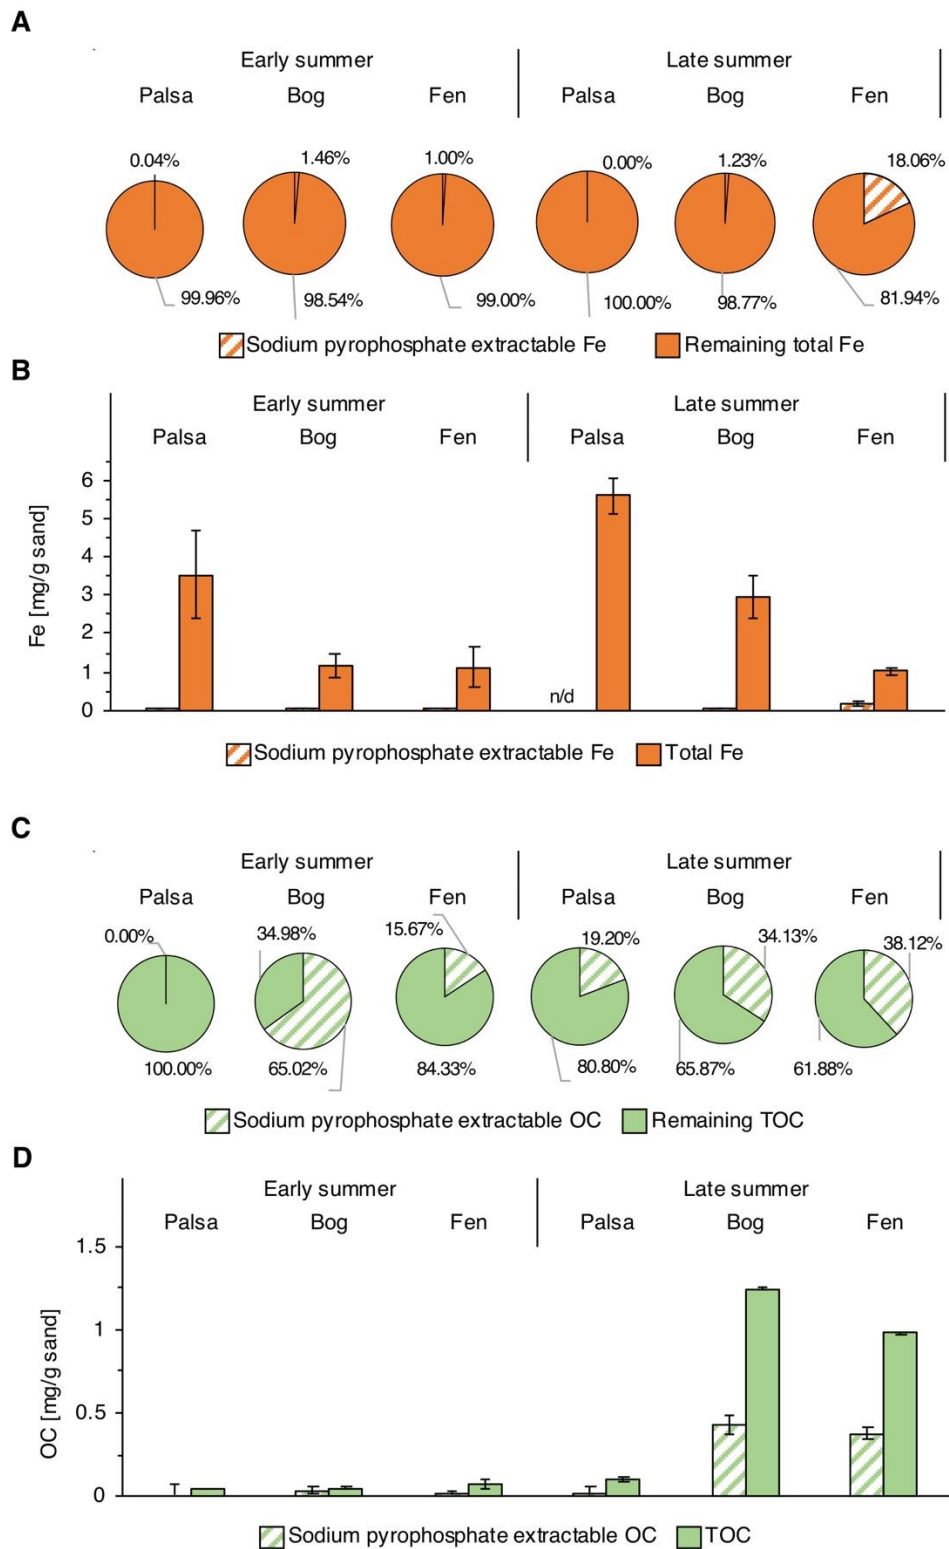 A
Early summer Late summer
Palsa Bog Fen Palsa Bog Fen
0.04% 1.46% 1.00% 0.00% 1.23% 18.06%
99.96% 98.54% 99.00% 100.00% 98.77% 81.94%
Sodium pyrophosphate extractable Fe Remaining total Fe
B
Early summer Late summer
Palsa Bog Fen Palsa Bog Fen
Fe [mg/g sand]
6
5
4
3
2
1
0
n/d
Sodium pyrophosphate extractable Fe Total Fe
C
Early summer Late summer
Palsa Bog Fen Palsa Bog Fen
0.00% 34.98% 15.67% 19.20% 34.13% 38.12%
100.00% 65.02% 84.33% 80.80% 65.87% 61.88%
Sodium pyrophosphate extractable OC Remaining TOC
D
Early summer Late summer
Palsa Bog Fen Palsa Bog Fen
OC [mg/g sand]
1.5
1
0.5
0
Sodium pyrophosphate extractable OC TOC